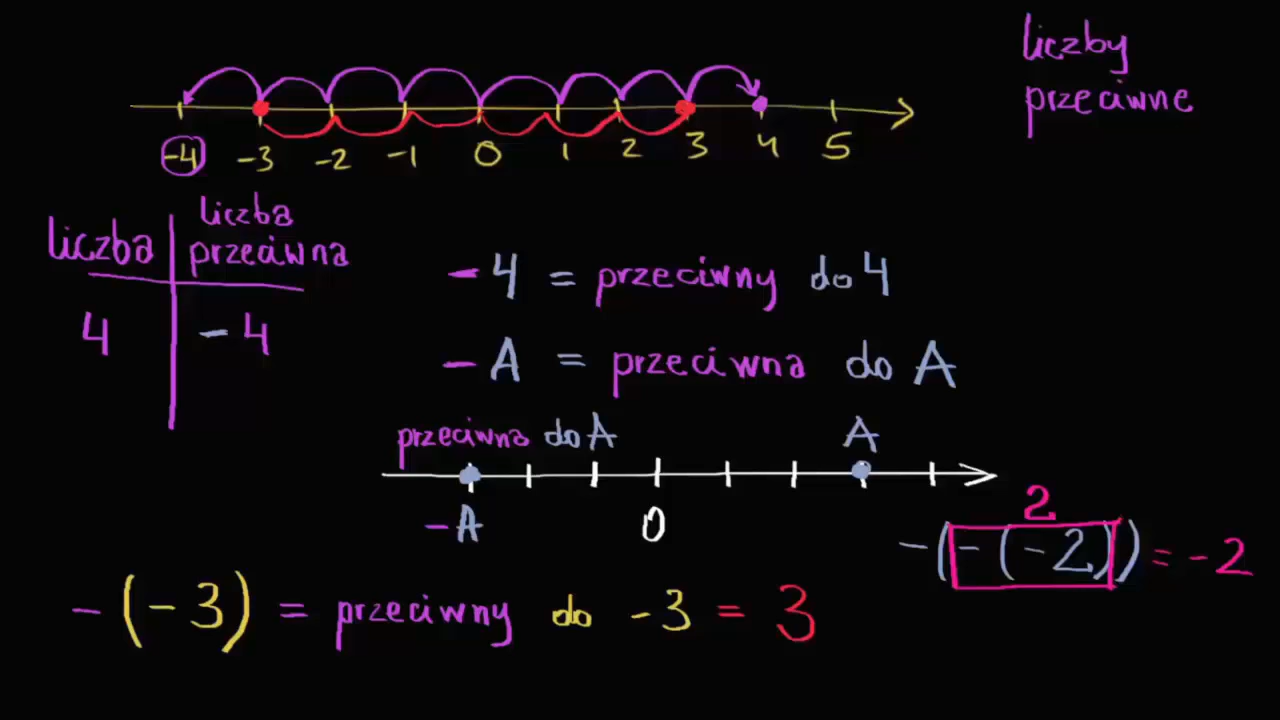 liczby
przeciwne
-4 -3 -2 -1 0 1 2 3 4 5
liczba | liczba przeciwna
4 | -4
-4 = przeciwny do 4
-A = przeciwna do A
przeciwna do A A
-A 0
2
-(-(-2)) = -2
-(-3) = przeciwny do -3 = 3